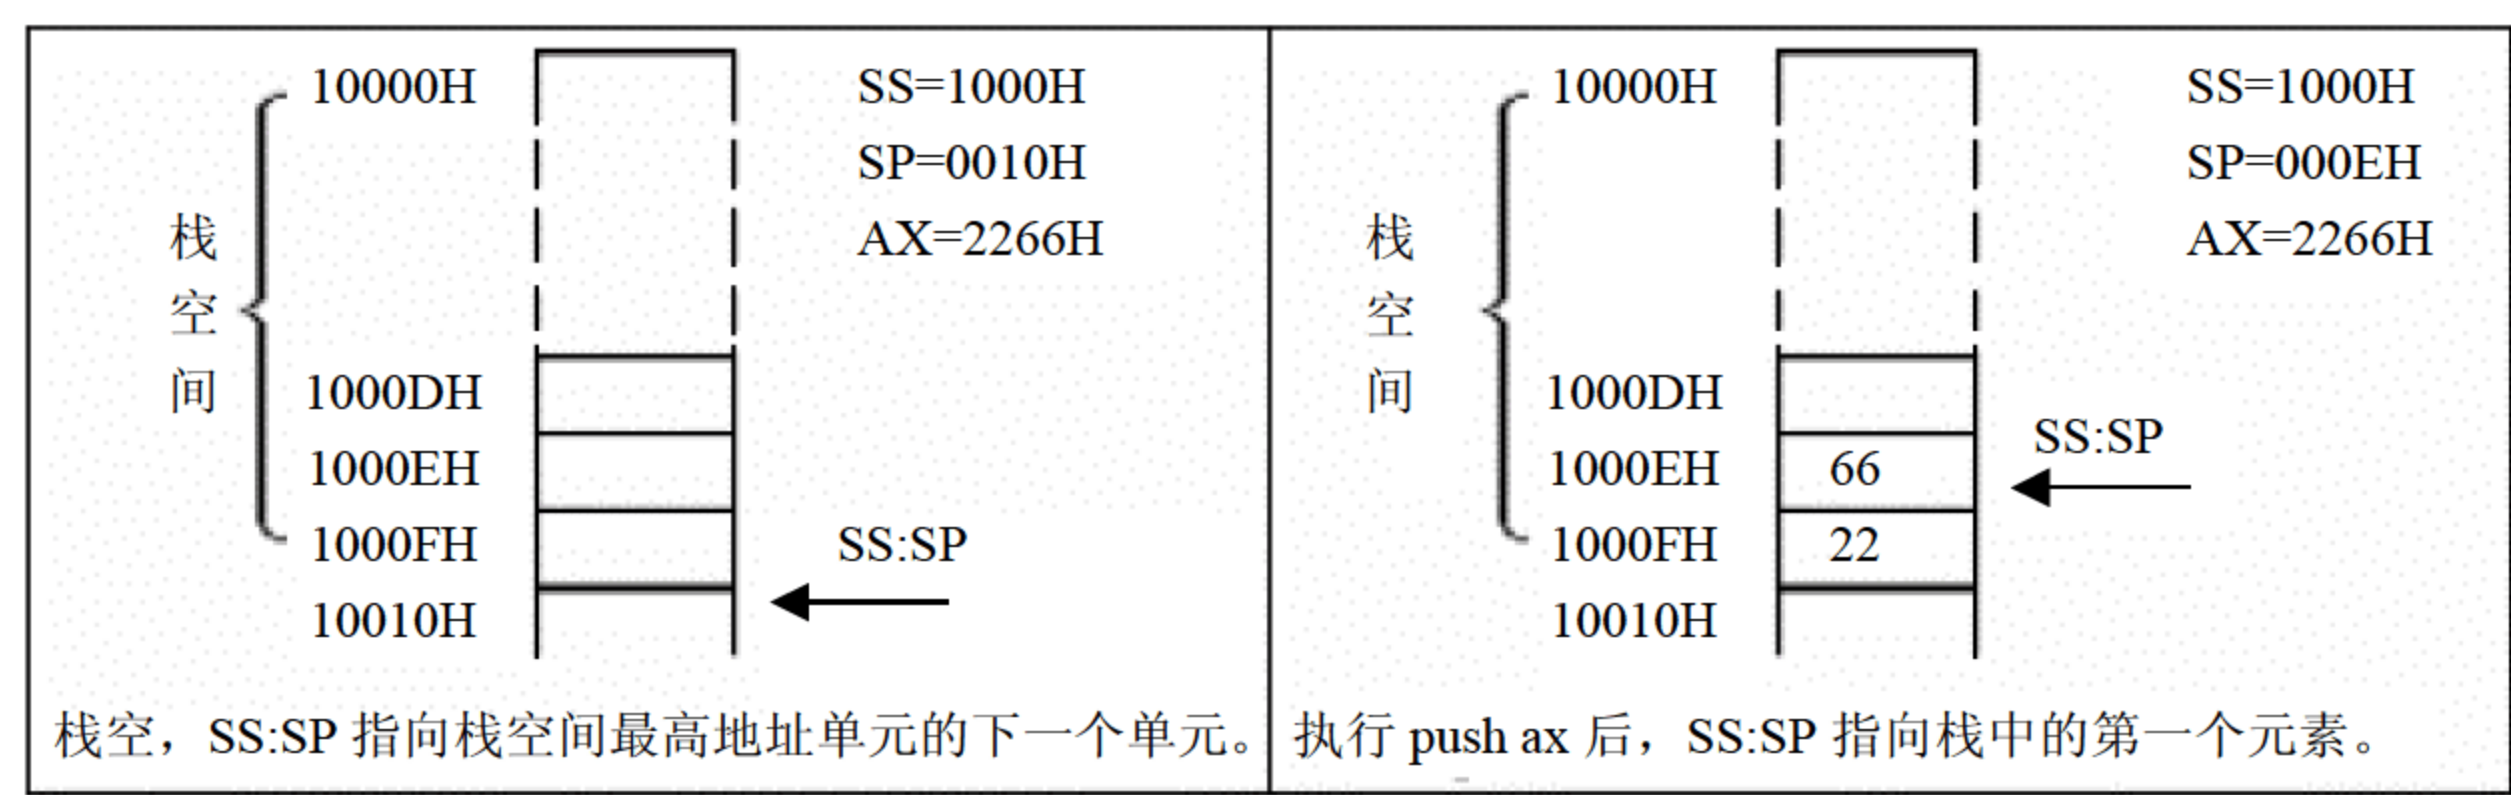 10000H
SS=1000H
SP=0010H
AX=2266H
栈
空
间
1000DH
1000EH
1000FH
SS:SP
10010H
栈空，SS:SP 指向栈空间最高地址单元的下一个单元。
10000H
SS=1000H
SP=000EH
AX=2266H
栈
空
间
1000DH
SS:SP
1000EH 66
1000FH 22
10010H
执行 push ax 后，SS:SP 指向栈中的第一个元素。